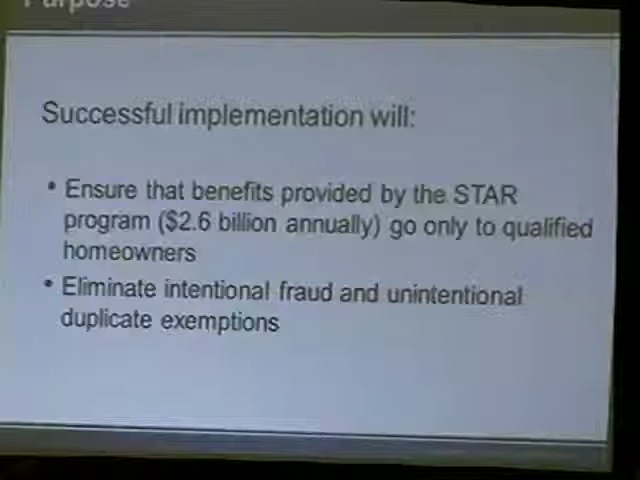 Purpose
Successful implementation will:
• Ensure that benefits provided by the STAR
program ($2.6 billion annually) go only to qualified
homeowners
• Eliminate intentional fraud and unintentional
duplicate exemptions